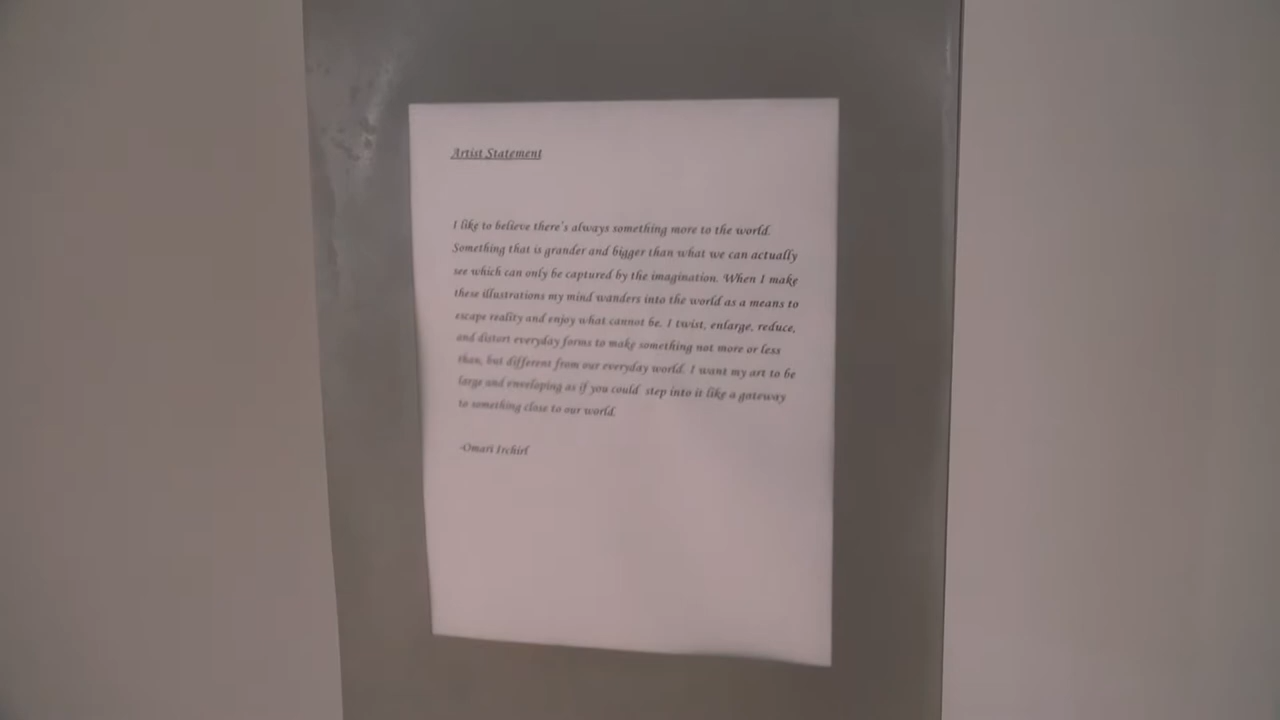 Artist Statement
I like to believe there's always something more to the world.
Something that is grander and bigger than what we can actually
see which can only be captured by the imagination. When I make
these illustrations my mind wanders into the world as a means to
escape reality and enjoy what cannot be. I twist, enlarge, reduce,
and distort everyday forms to make something not more or less
than, but different from our everyday world. I want my art to be
large and enveloping as if you could step into it like a gateway
to something close to our world.
-Omari